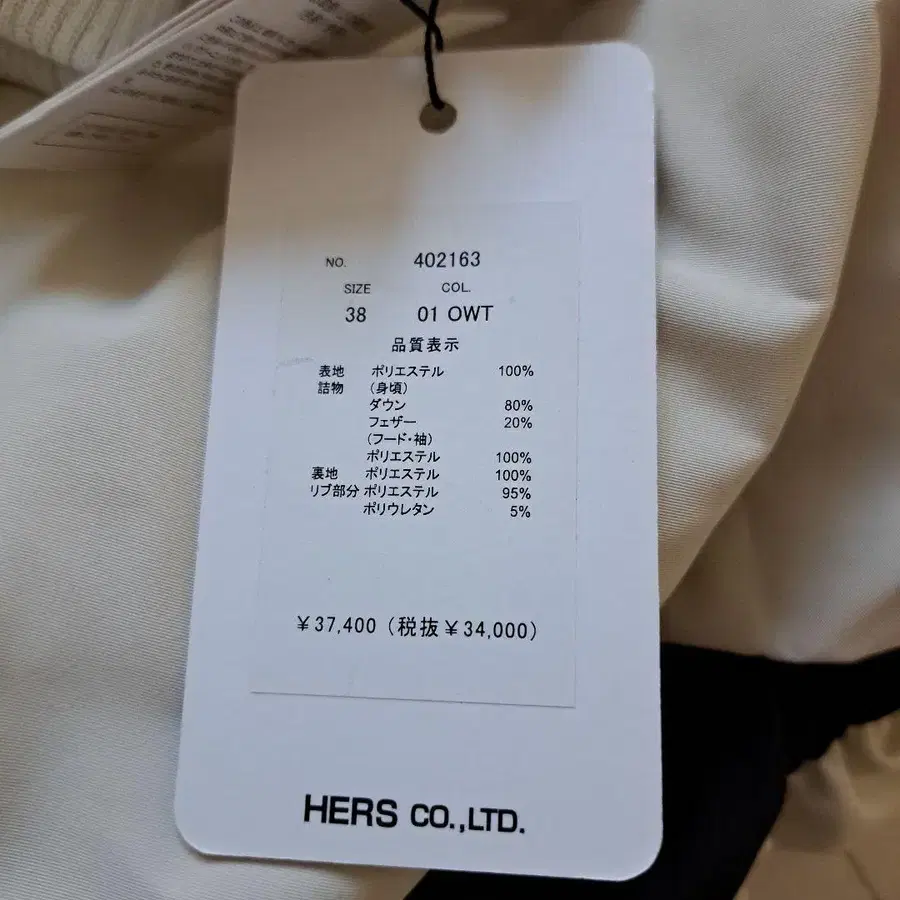 NO. 402163
SIZE COL.
38 01 OWT
品質表示
表地 ポリエステル 100%
詰物 (身頃)
ダウン 80%
フェザー 20%
(フード・袖)
ポリエステル 100%
裏地 ポリエステル 100%
リブ部分 ポリエステル 95%
ポリウレタン 5%
¥37,400 (税抜¥34,000)
HERS CO.,LTD.